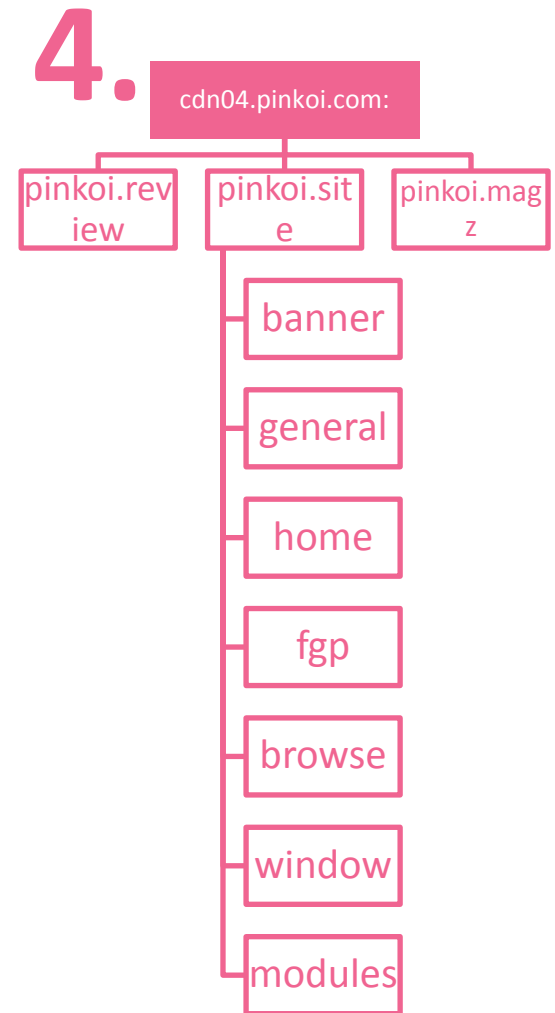 4.
cdn04.pinkoi.com:
pinkoi.rev
iew
pinkoi.sit
e
pinkoi.mag
z
banner
general
home
fgp
browse
window
modules